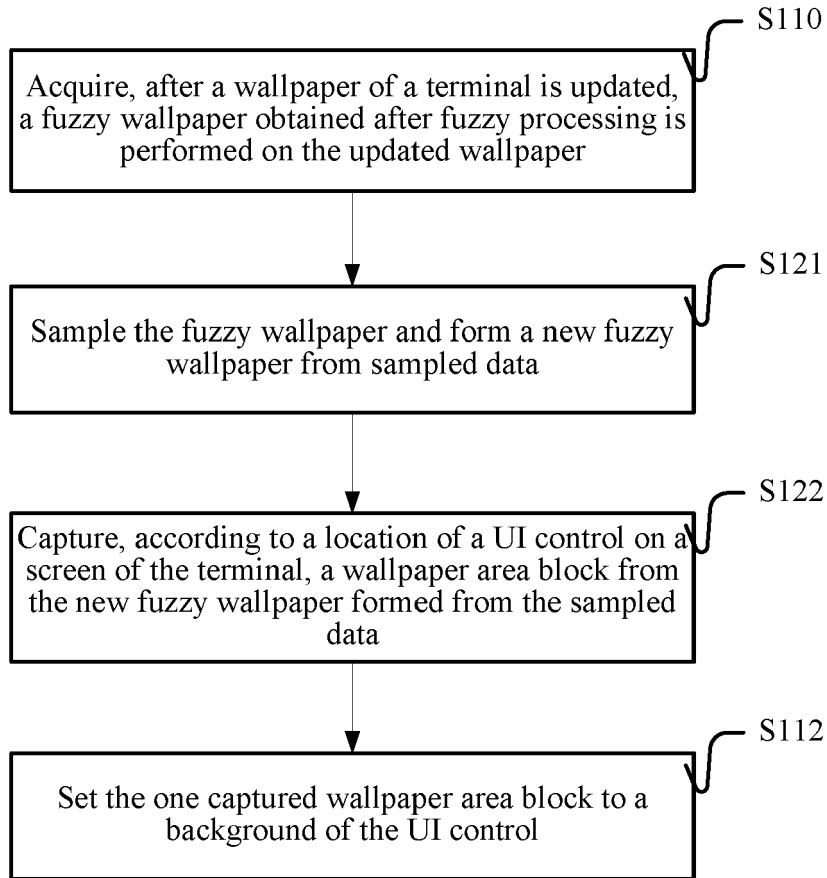 S110
Acquire, after a wallpaper of a terminal is updated,
a fuzzy wallpaper obtained after fuzzy processing is
performed on the updated wallpaper
S121
Sample the fuzzy wallpaper and form a new fuzzy
wallpaper from sampled data
S122
Capture, according to a location of a UI control on a
screen of the terminal, a wallpaper area block from
the new fuzzy wallpaper formed from the sampled
data
S112
Set the one captured wallpaper area block to a
background of the UI control